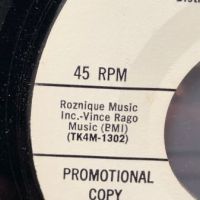 45 RPM
Roznique Music
Inc.-Vince Rago
Music (BMI)
(TK4M-1302)
PROMOTIONAL
COPY